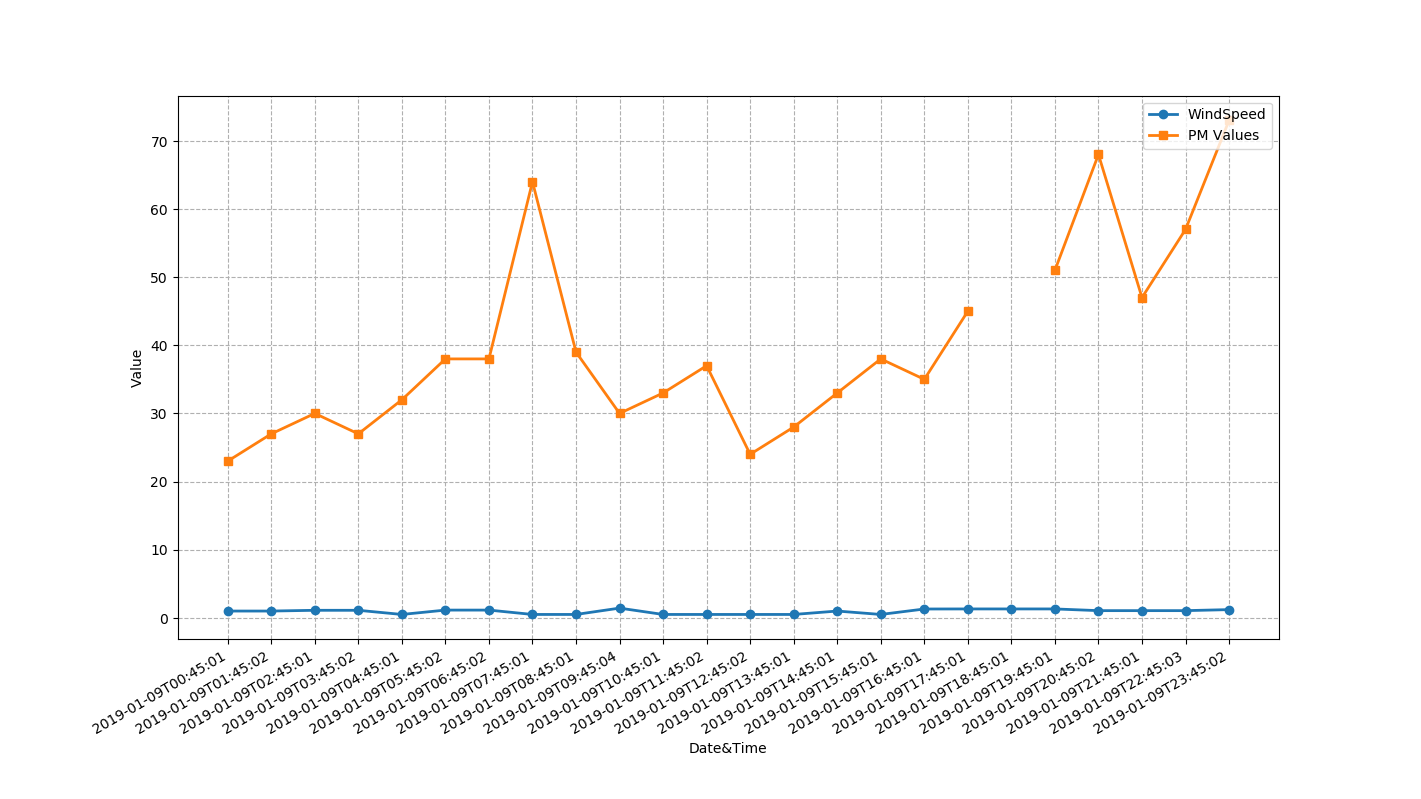 WindSpeed
PM Values
70
60
50
40
30
20
10
0
Value
2019-01-09T00:45:01
2019-01-09T01:45:02
2019-01-09T02:45:01
2019-01-09T03:45:02
2019-01-09T04:45:01
2019-01-09T05:45:02
2019-01-09T06:45:02
2019-01-09T07:45:01
2019-01-09T08:45:01
2019-01-09T09:45:04
2019-01-09T10:45:01
2019-01-09T11:45:02
2019-01-09T12:45:02
2019-01-09T13:45:01
2019-01-09T14:45:01
2019-01-09T15:45:01
2019-01-09T16:45:01
2019-01-09T17:45:01
2019-01-09T18:45:01
2019-01-09T19:45:01
2019-01-09T20:45:02
2019-01-09T21:45:01
2019-01-09T22:45:03
2019-01-09T23:45:02
Date&Time